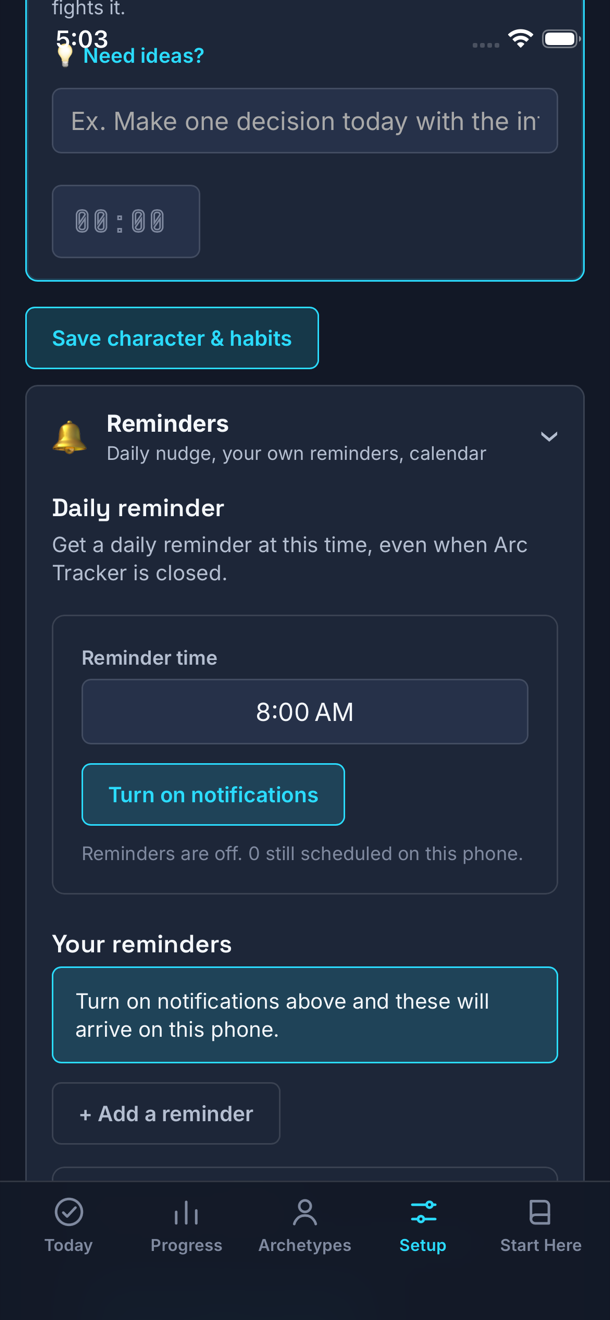 fights it.
5:03
💡 Need ideas?
Ex. Make one decision today with the in
00:00
Save character & habits
🔔 Reminders
Daily nudge, your own reminders, calendar
Daily reminder
Get a daily reminder at this time, even when Arc
Tracker is closed.
Reminder time
8:00 AM
Turn on notifications
Reminders are off. 0 still scheduled on this phone.
Your reminders
Turn on notifications above and these will
arrive on this phone.
+ Add a reminder
Today Progress Archetypes Setup Start Here